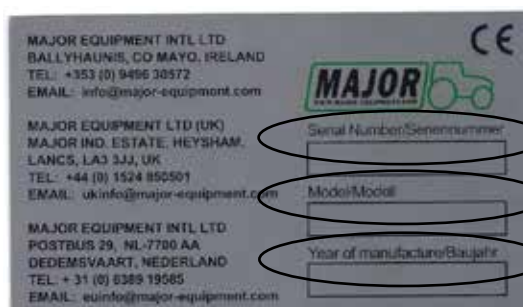 MAJOR EQUIPMENT INTL LTD
BALLYHAUNIS, CO MAYO, IRELAND
TEL: +353 (0) 9496 30572
EMAIL: info@major-equipment.com
MAJOR EQUIPMENT LTD (UK)
MAJOR IND. ESTATE, HEYSHAM,
LANCS, LA3 3JJ, UK
TEL: +44 (0) 1524 850501
EMAIL: ukinfo@major-equipment.com
MAJOR EQUIPMENT INTL LTD
POSTBUS 29, NL-7700 AA
DEDEMSVAART, NEDERLAND
TEL: + 31 (0) 6389 19585
EMAIL: euinfo@major-equipment.com
CE
MAJOR
Serial Number/Seriennummer
Model/Modell
Year of manufacture/Baujahr